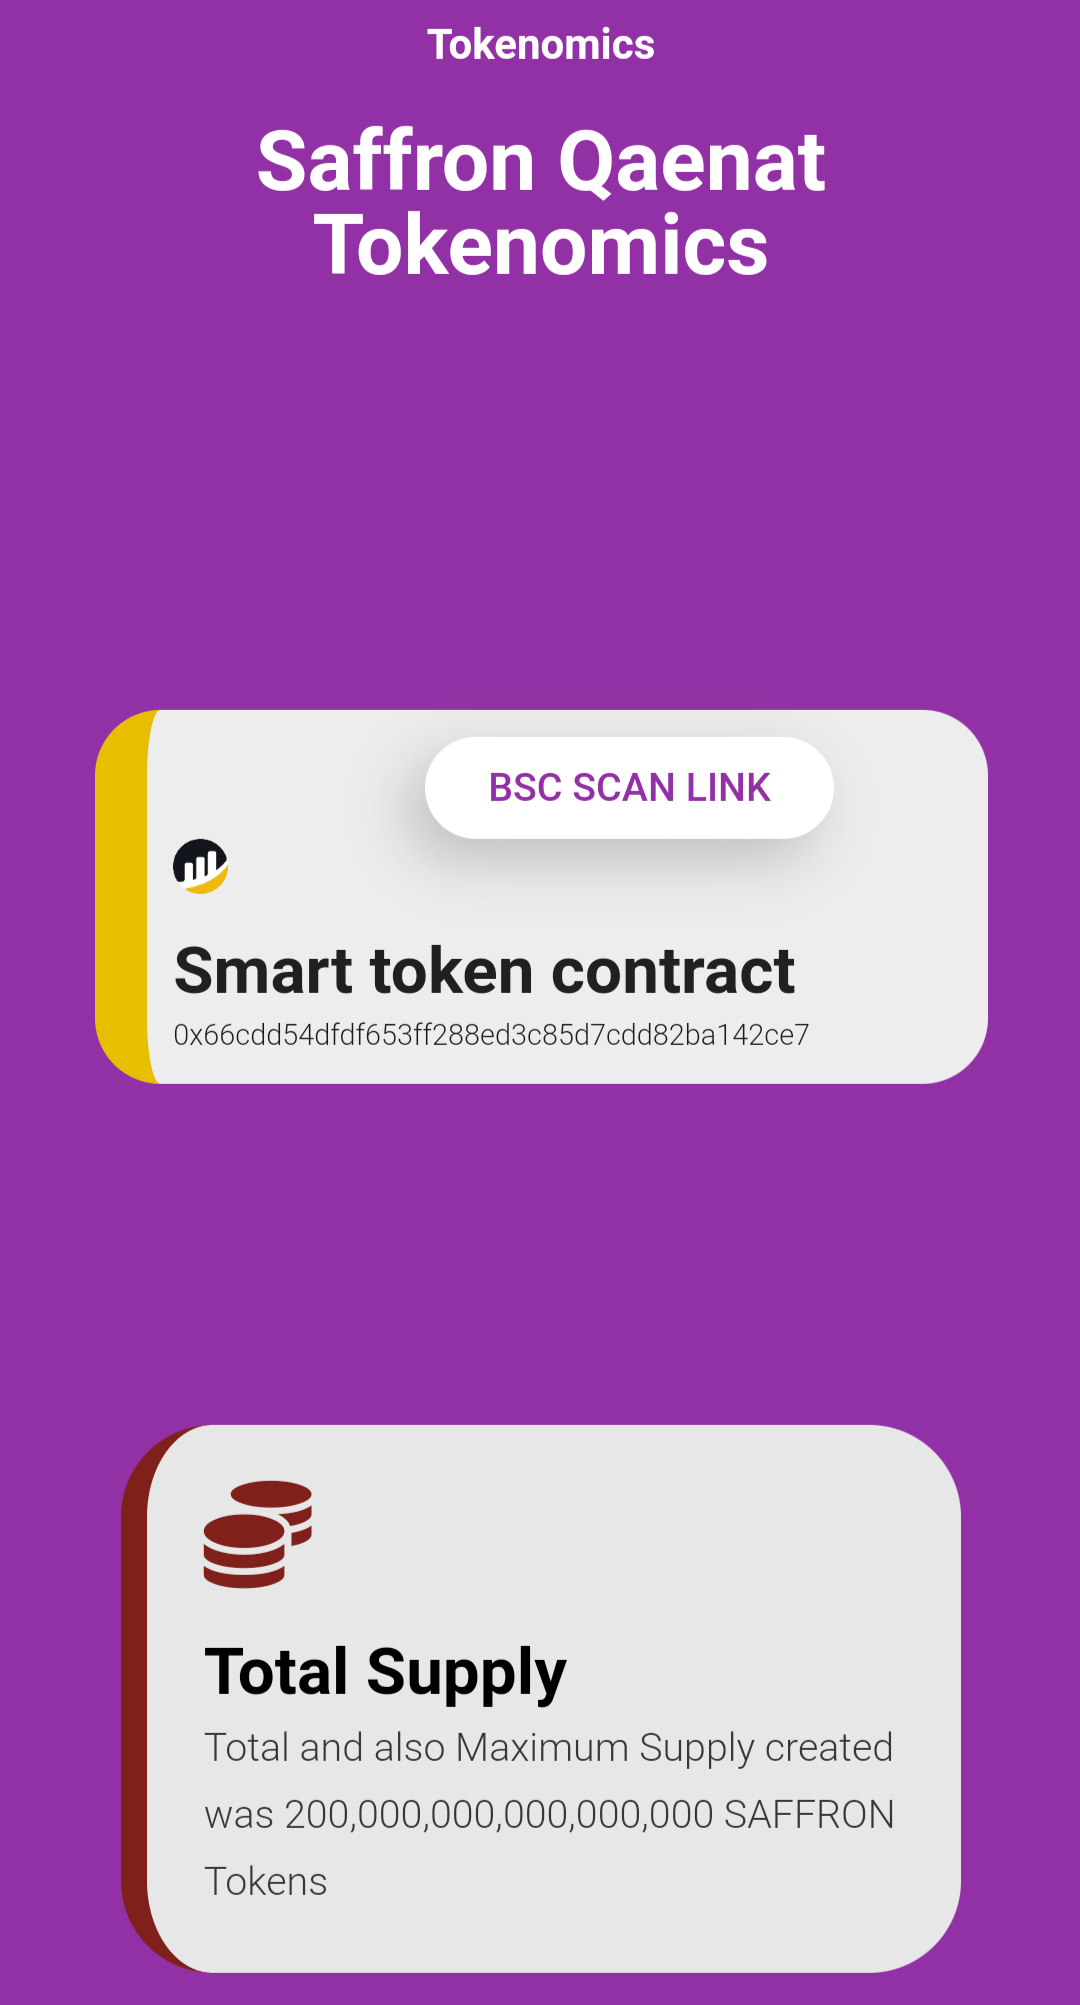 Tokenomics
Saffron Qaenat
Tokenomics
BSC SCAN LINK
Smart token contract
0x66cdd54dfdf653ff288ed3c85d7cdd82ba142ce7
Total Supply
Total and also Maximum Supply created
was 200,000,000,000,000,000 SAFFRON
Tokens